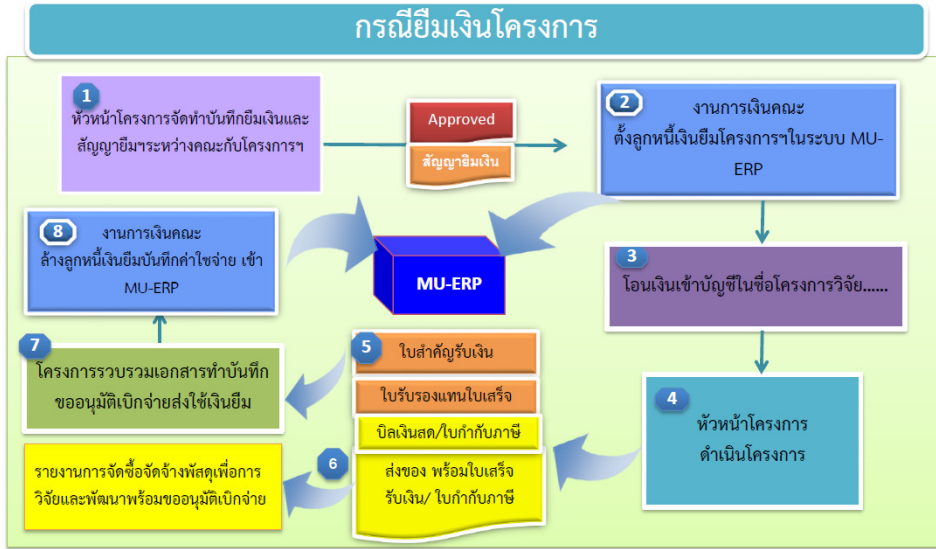 กรณียืมเงินโครงการ
1
หัวหน้าโครงการจัดทำบันทึกยืมเงินและ
สัญญายืมฯระหว่างคณะกับโครงการฯ
Approved
สัญญายืมเงิน
2
งานการเงินคณะ
ตั้งลูกหนี้เงินยืมโครงการฯในระบบ MU-
ERP
3
โอนเงินเข้าบัญชีในชื่อโครงการวิจัย......
4
หัวหน้าโครงการ
ดำเนินโครงการ
5
ใบสำคัญรับเงิน
ใบรับรองแทนใบเสร็จ
บิลเงินสด/ใบกำกับภาษี
6
ส่งของ พร้อมใบเสร็จ
รับเงิน/ ใบกำกับภาษี
รายงานการจัดซื้อจัดจ้างพัสดุเพื่อการ
วิจัยและพัฒนาพร้อมขออนุมัติเบิกจ่าย
7
โครงการรวบรวมเอกสารทำบันทึก
ขออนุมัติเบิกจ่ายส่งใช้เงินยืม
8
งานการเงินคณะ
ล้างลูกหนี้เงินยืมบันทึกค่าใชจ่าย เข้า
MU-ERP
MU-ERP